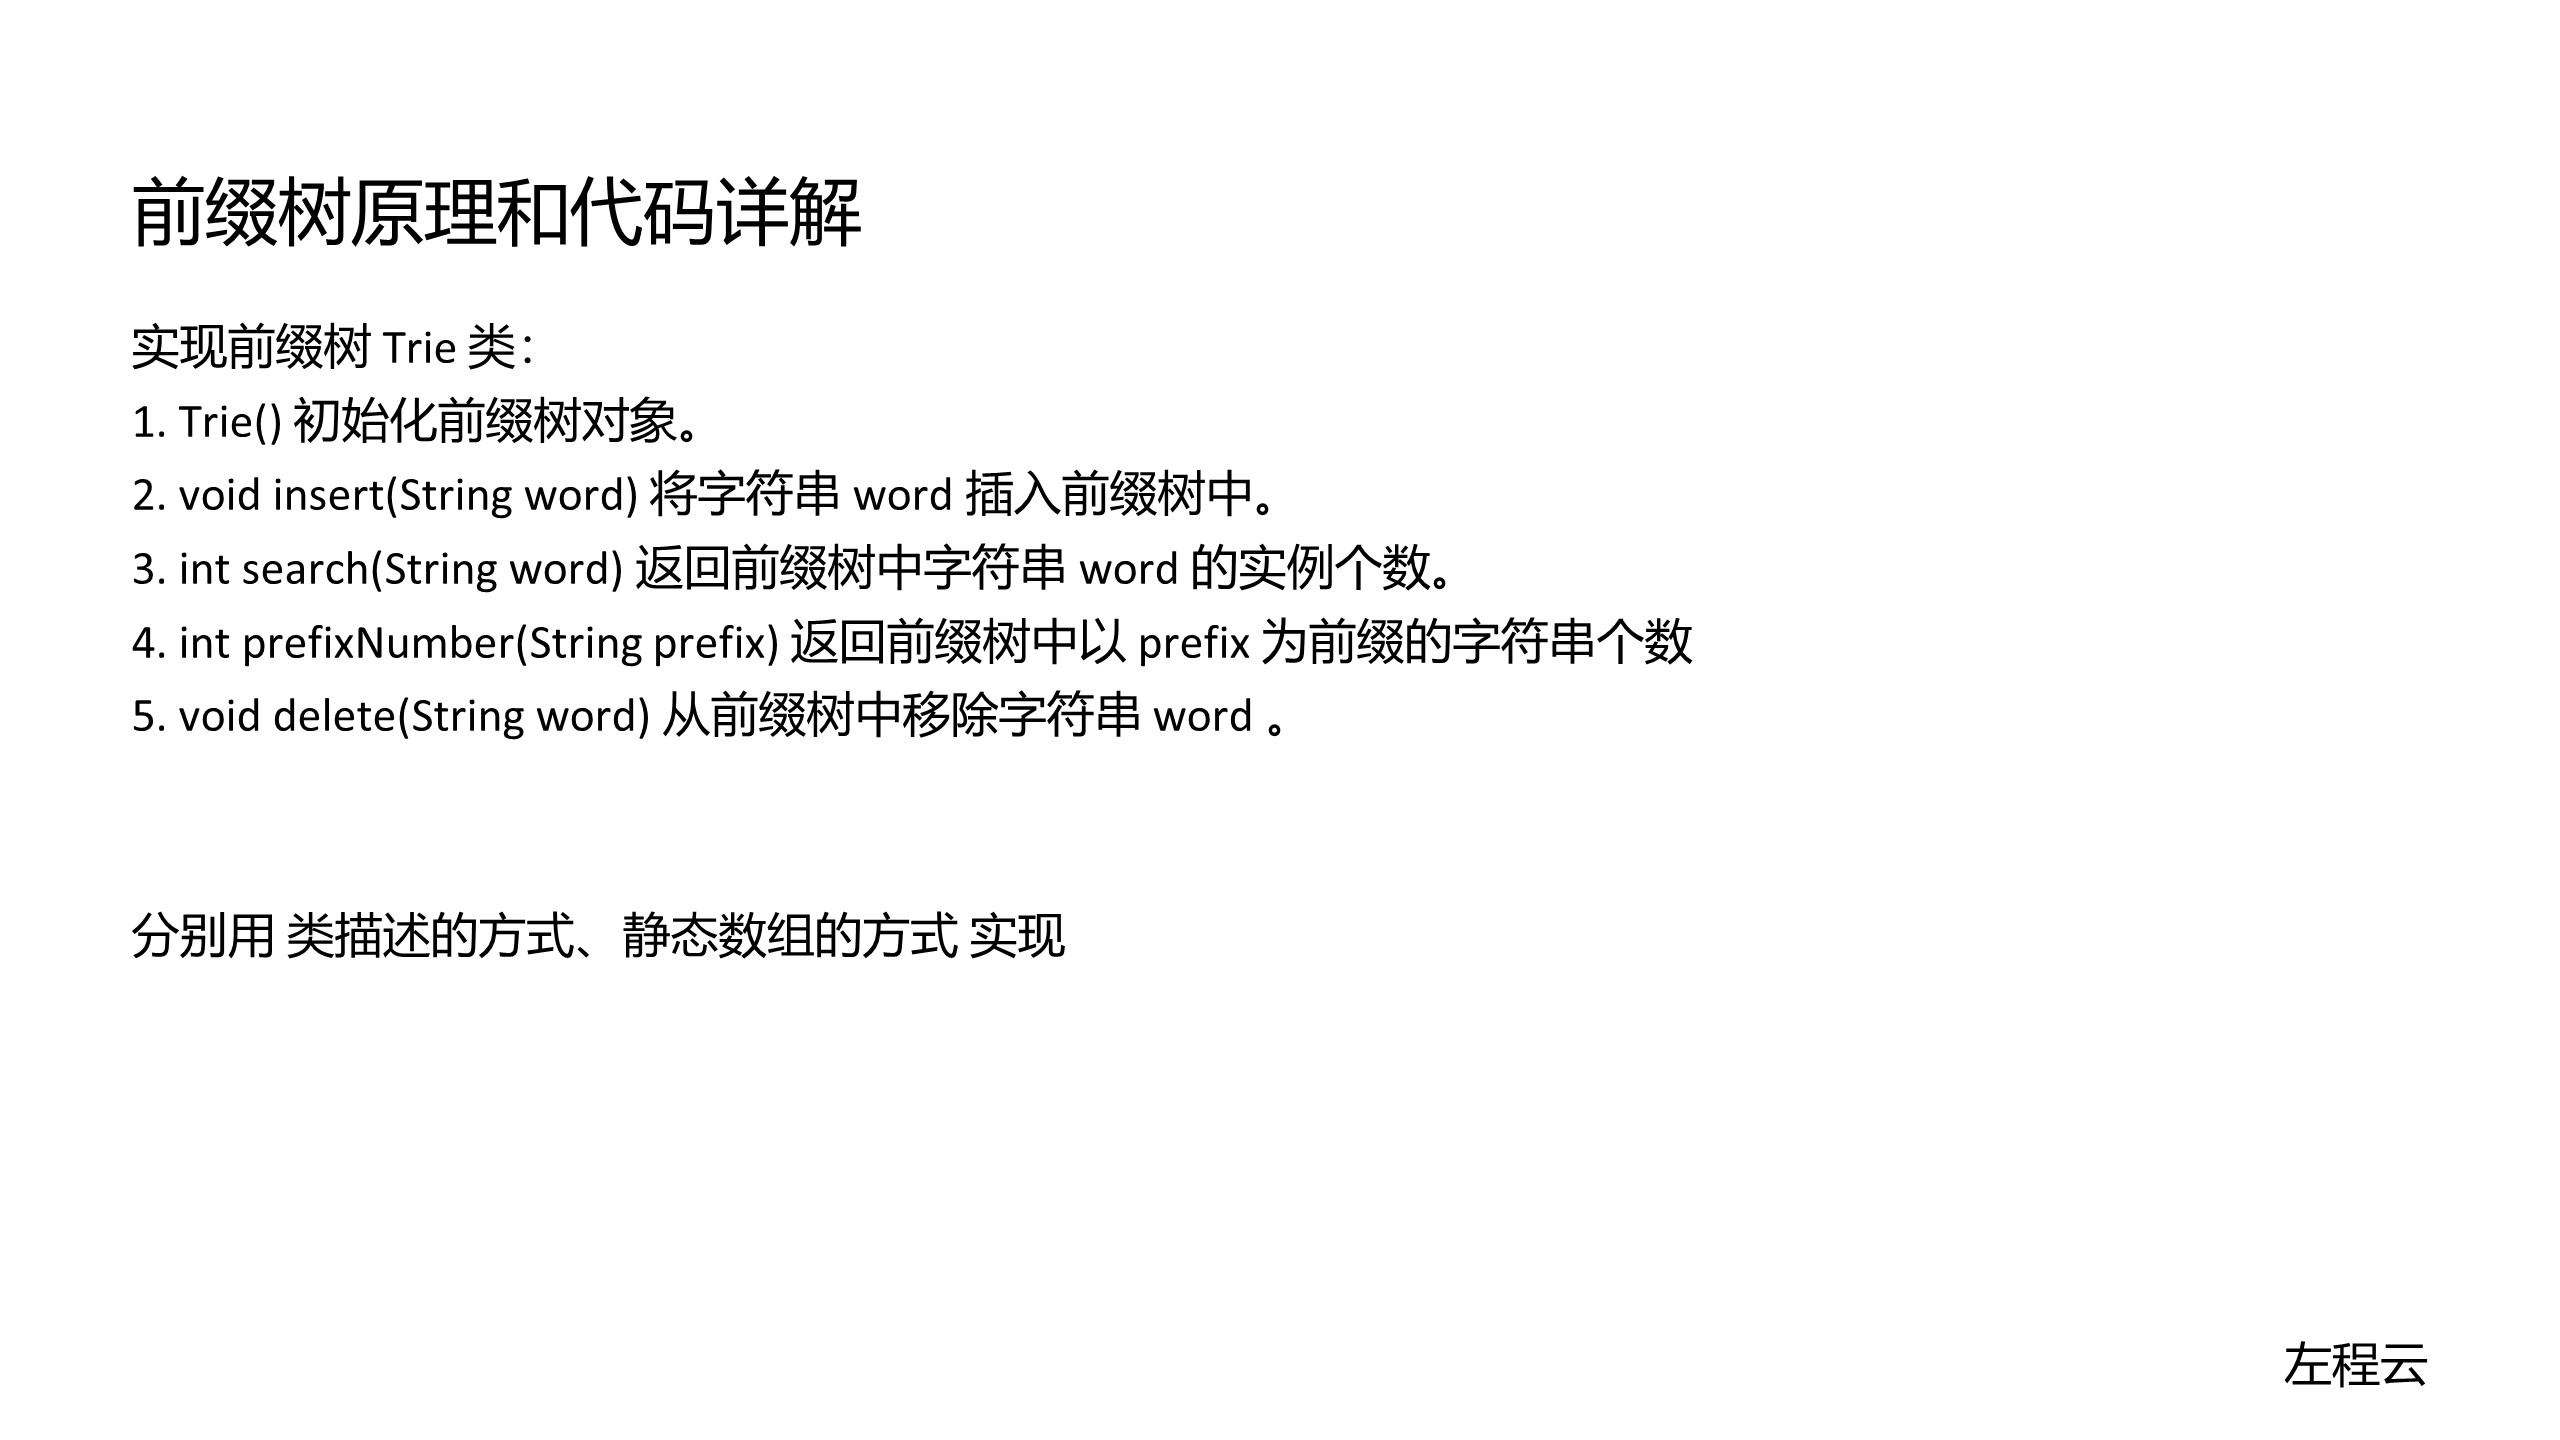 前缀树原理和代码详解
实现前缀树 Trie 类：
1. Trie() 初始化前缀树对象。
2. void insert(String word) 将字符串 word 插入前缀树中。
3. int search(String word) 返回前缀树中字符串 word 的实例个数。
4. int prefixNumber(String prefix) 返回前缀树中以 prefix 为前缀的字符串个数
5. void delete(String word) 从前缀树中移除字符串 word 。
分别用 类描述的方式、静态数组的方式 实现
左程云